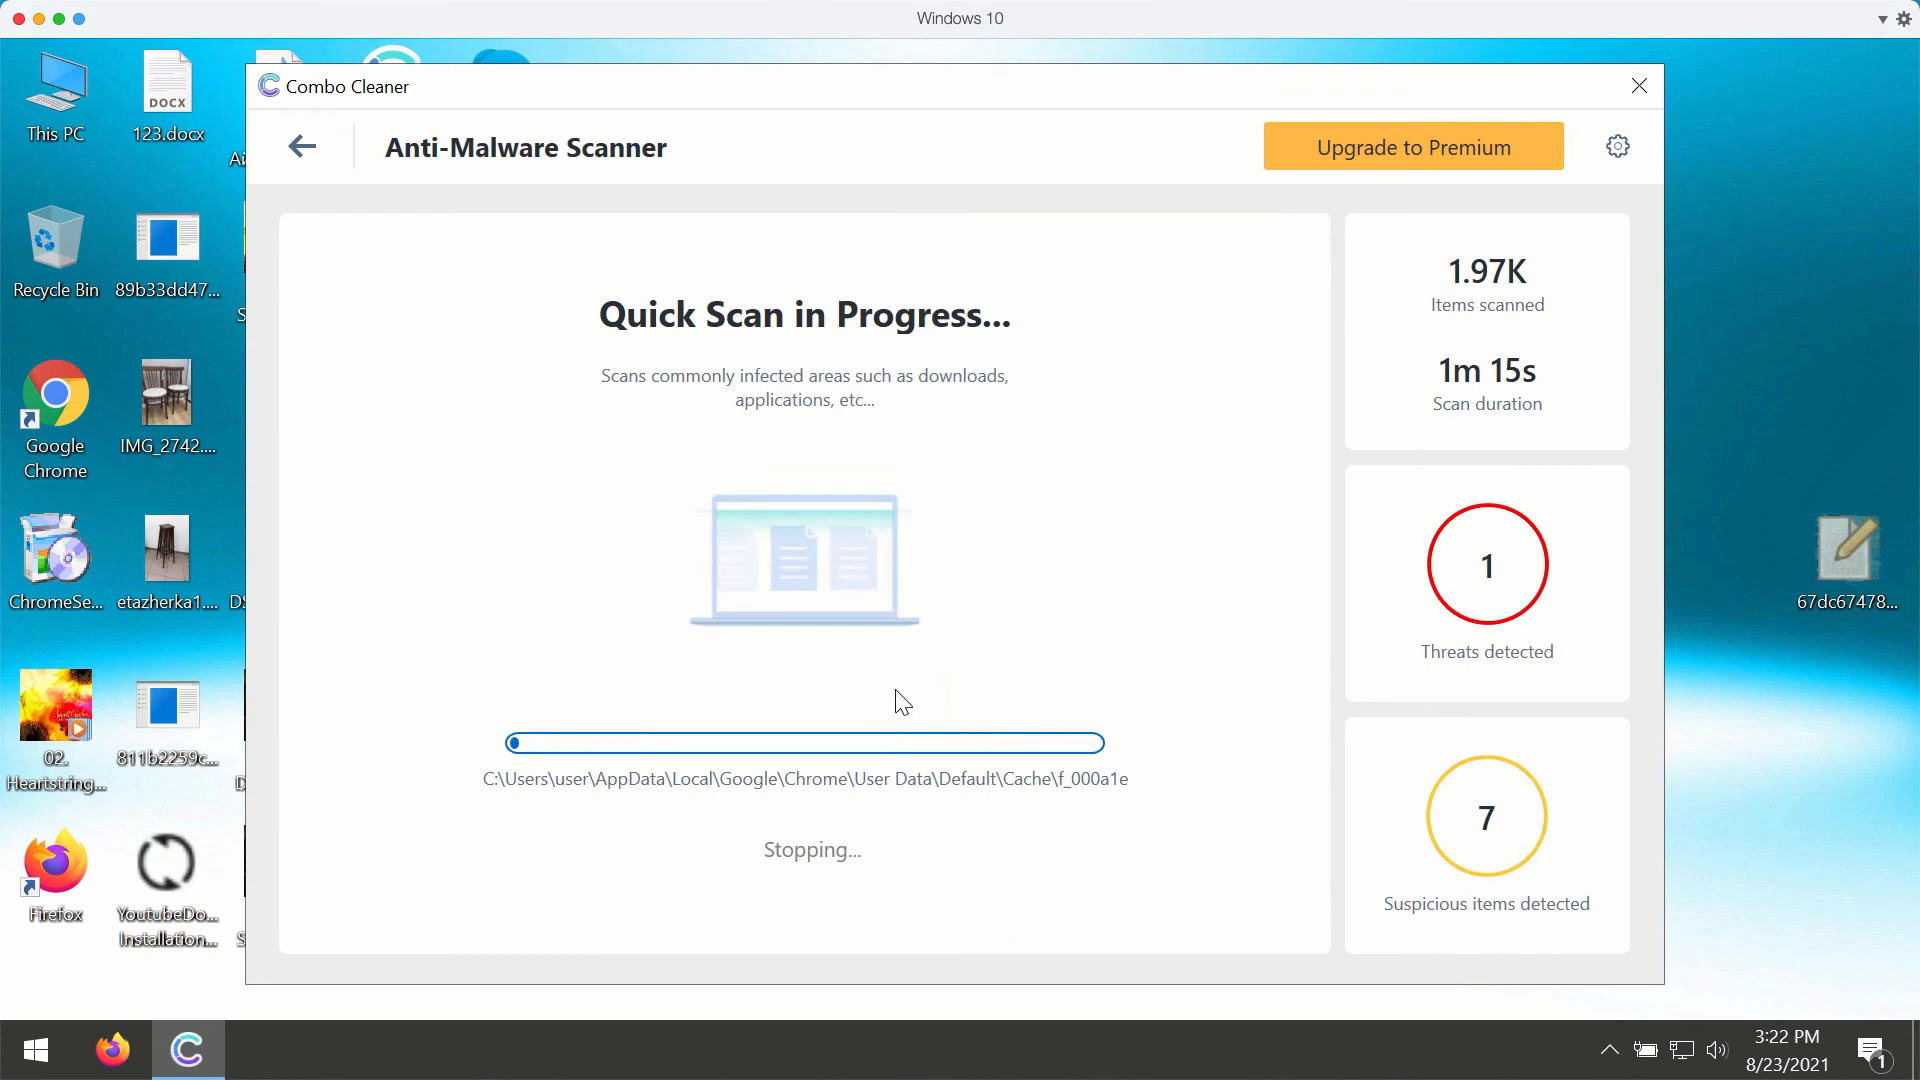 Windows 10
This PC
DOCX
123.docx
Combo Cleaner
Anti-Malware Scanner
Upgrade to Premium
Recycle Bin
89b33dd47...
Google
Chrome
IMG_2742....
ChromeSe...
etazherka1....
02.
Heartstring...
811b2259c...
Firefox
YoutubeDo...
Installation...
Quick Scan in Progress...
Scans commonly infected areas such as downloads,
applications, etc...
C:\Users\user\AppData\Local\Google\Chrome\User Data\Default\Cache\f_000a1e
Stopping...
1.97K
Items scanned
1m 15s
Scan duration
1
Threats detected
7
Suspicious items detected
67dc67478...
3:22 PM
8/23/2021
1